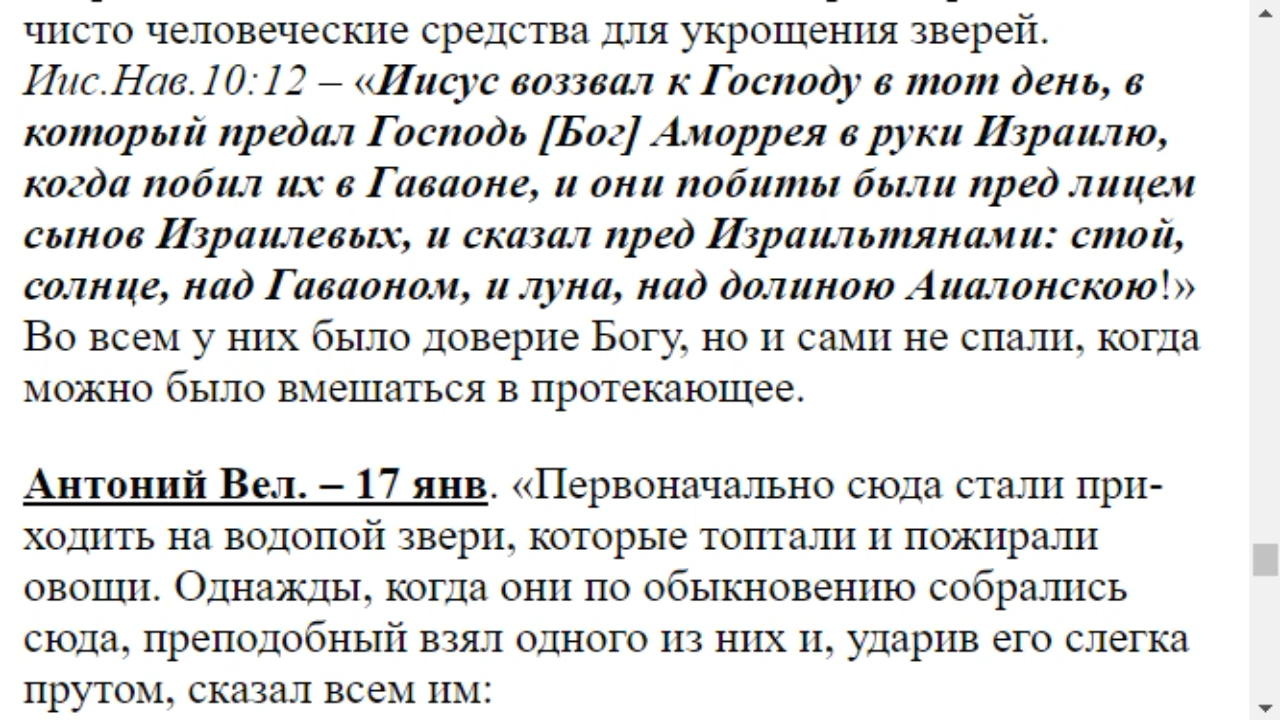 чисто человеческие средства для укрощения зверей.
Иис.Нав.10:12 – «Иисус воззвал к Господу в тот день, в
который предал Господь [Бог] Аморрея в руки Израилю,
когда побил их в Гаваоне, и они побиты были пред лицем
сынов Израилевых, и сказал пред Израильтянами: стой,
солнце, над Гаваоном, и луна, над долиною Аиалонскою!»
Во всем у них было доверие Богу, но и сами не спали, когда
можно было вмешаться в протекающее.
Антоний Вел. – 17 янв. «Первоначально сюда стали при-
ходить на водопой звери, которые топтали и пожирали
овощи. Однажды, когда они по обыкновению собрались
сюда, преподобный взял одного из них и, ударив его слегка
прутом, сказал всем им: